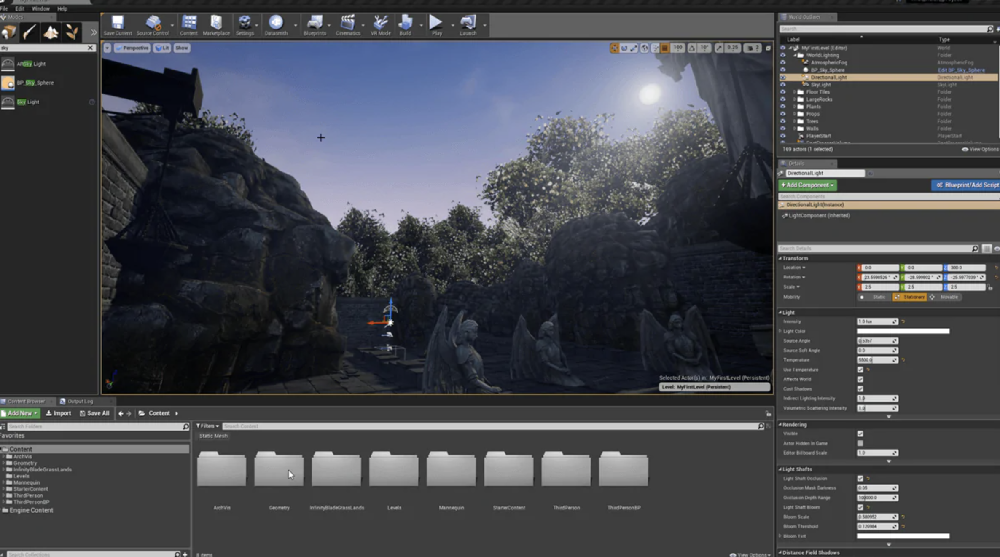 File Edit Window Help
Modes
Save Current Source Control Content Marketplace Settings Datasmith Blueprints Cinematics VR Mode Build Play Launch
sky
ARSky Light
BP_Sky_Sphere
Sky Light
Perspective Lit Show
100 10° 0.25 2
Selected Actor(s) in: MyFirstLevel (Persistent)
Level: MyFirstLevel (Persistent)
World Outliner
Search
Label Type
MyFirstLevel (Editor) World
!WorldLighting Folder
AtmosphericFog AtmosphericFog
BP_Sky_Sphere Edit BP_Sky_Sphere
DirectionalLight DirectionalLight
SkyLight SkyLight
Floor Tiles Folder
LargeRocks Folder
Plants Folder
Props Folder
Trees Folder
Walls Folder
PlayerStart PlayerStart
169 actors (1 selected) View Options
Details
DirectionalLight
+Add Component Blueprint/Add Script
Search Components
DirectionalLight(Instance)
LightComponent (Inherited)
Search Details
Transform
Location X 0.0 Y 0.0 Z 300.0
Rotation X 23.5598526 ° Y -28.599802 ° Z -25.5977039 °
Scale X 2.5 Y 2.5 Z 2.5
Mobility Static Stationary Movable
Light
Intensity 1.0 lux
Light Color
Source Angle 0.5357
Source Soft Angle 0.0
Temperature 5500.0
Use Temperature
Affects World
Cast Shadows
Indirect Lighting Intensity 1.0
Volumetric Scattering Intensity 1.0
Rendering
Visible
Actor Hidden In Game
Editor Billboard Scale 1.0
Light Shafts
Light Shaft Occlusion
Occlusion Mask Darkness 0.05
Occlusion Depth Range 100000.0
Light Shaft Bloom
Bloom Scale 0.580952
Bloom Threshold 0.126984
Bloom Tint
Distance Field Shadows
Content Browser Output Log
Add New Import Save All Content
Search Folders
Favorites
Content
ArchVis
Geometry
InfinityBladeGrassLands
Levels
Mannequin
StarterContent
ThirdPerson
ThirdPersonBP
Engine Content
Search Collections
Filters Search Content
Static Mesh
ArchVis Geometry InfinityBladeGrassLands Levels Mannequin StarterContent ThirdPerson ThirdPersonBP
8 items View Options